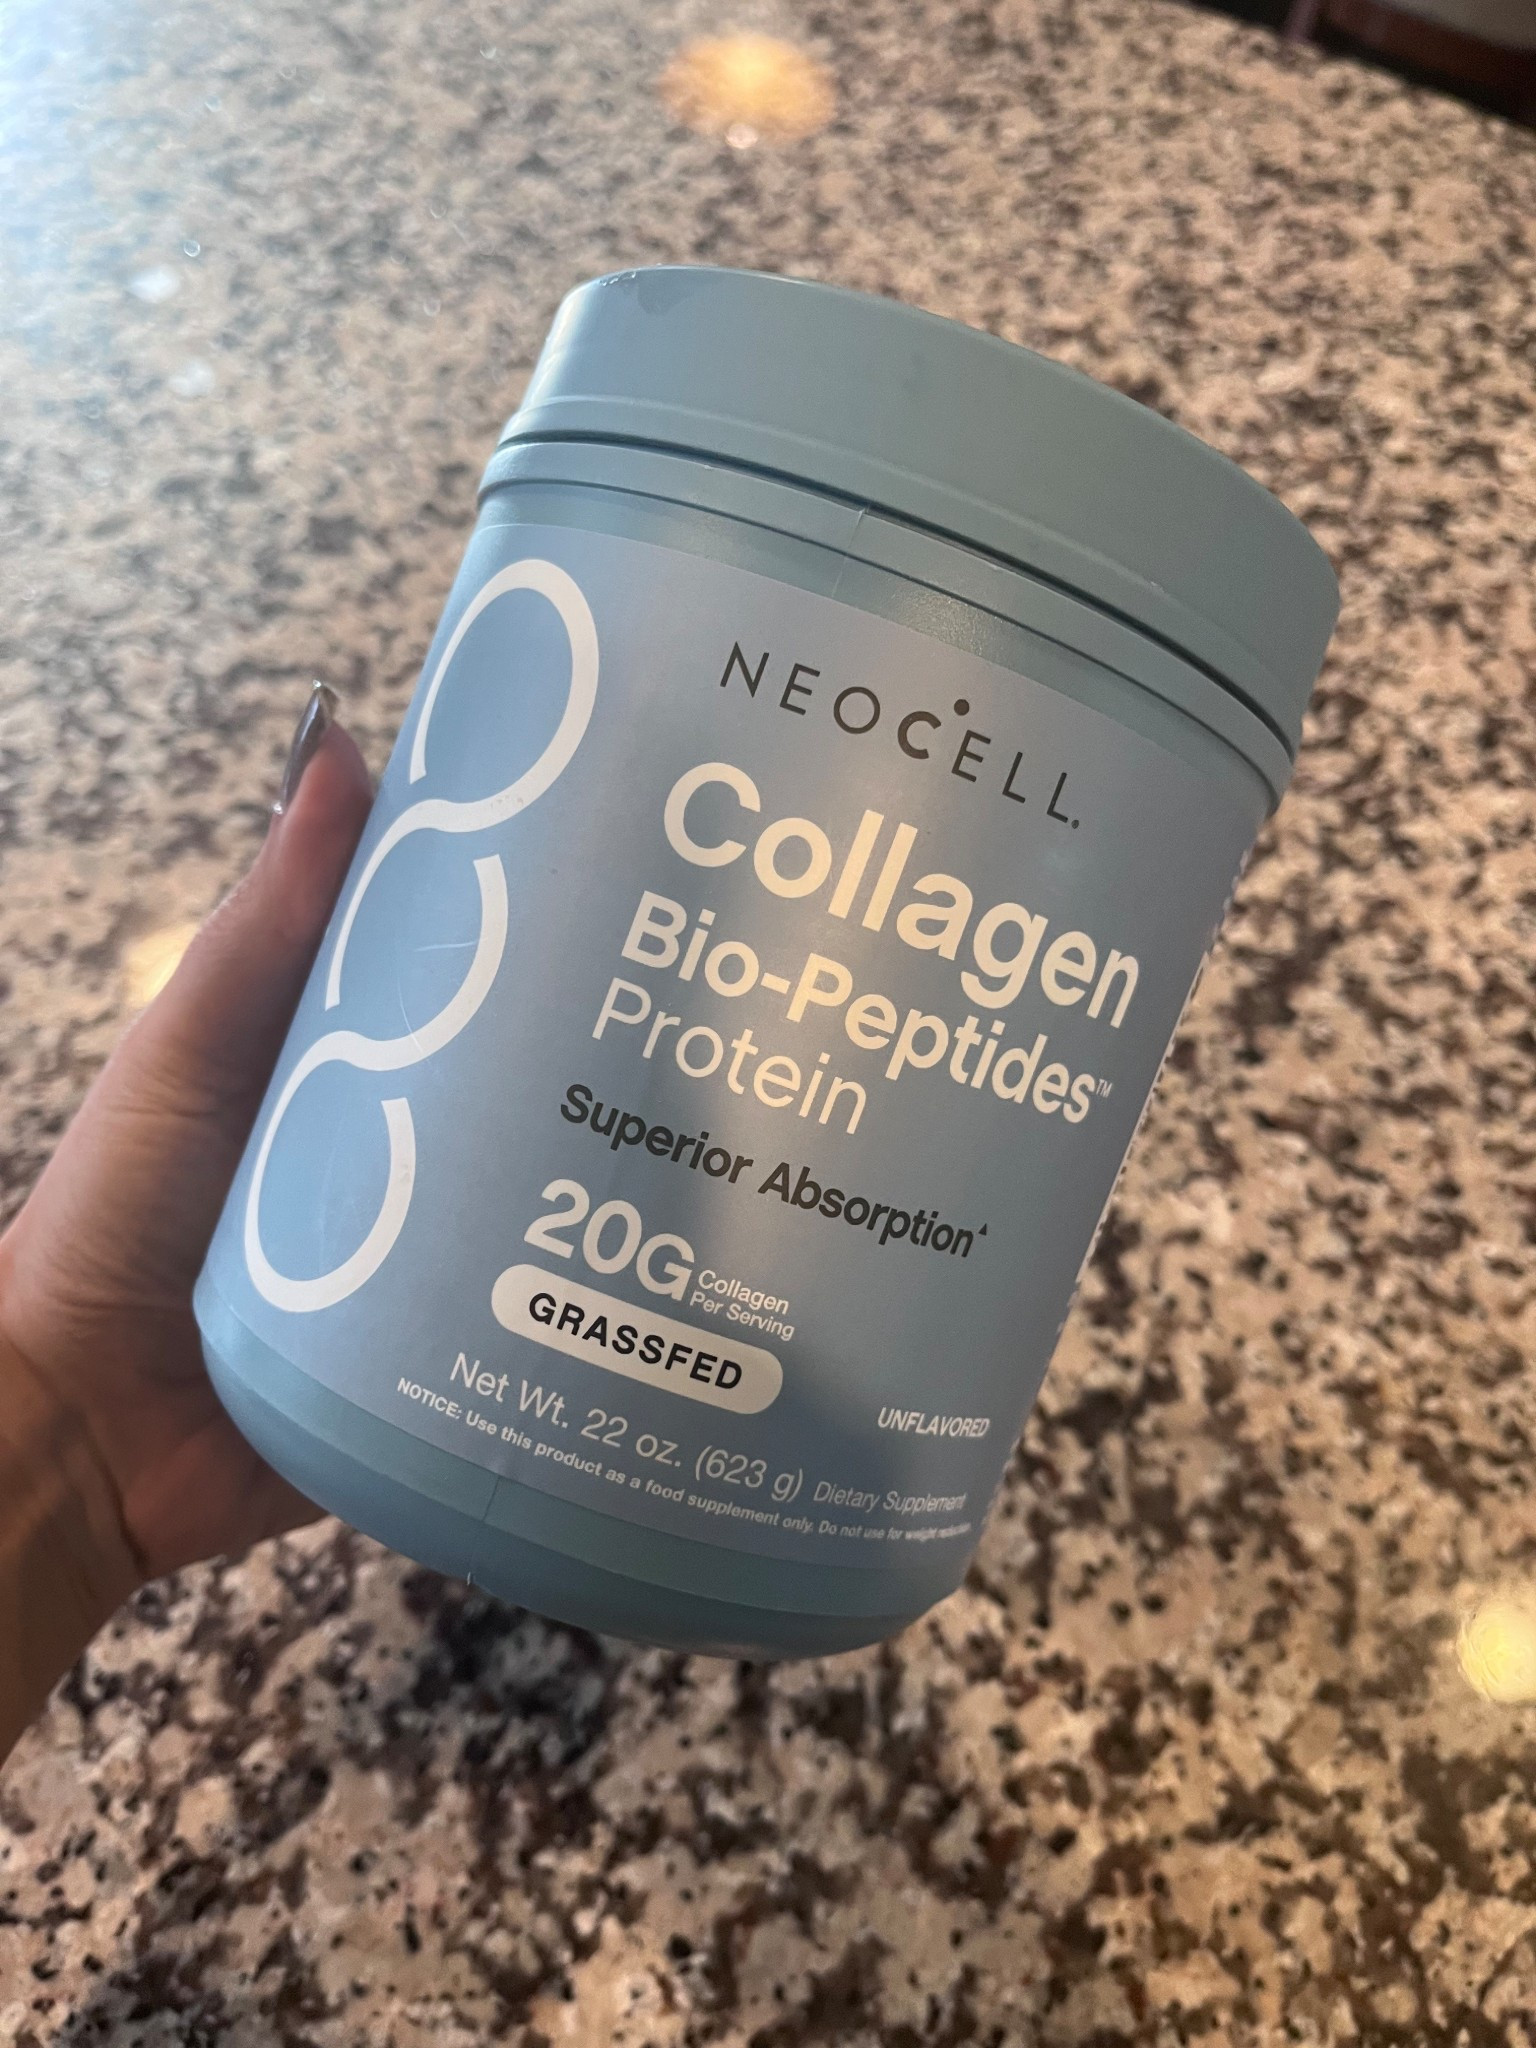 NEOCELL®
Collagen
Bio-Peptides™
Protein
Superior Absorption▲
20G Collagen
Per Serving
GRASSFED
UNFLAVORED
Net Wt. 22 oz. (623 g) Dietary Supplement
NOTICE: Use this product as a food supplement only. Do not use for weight reduction.